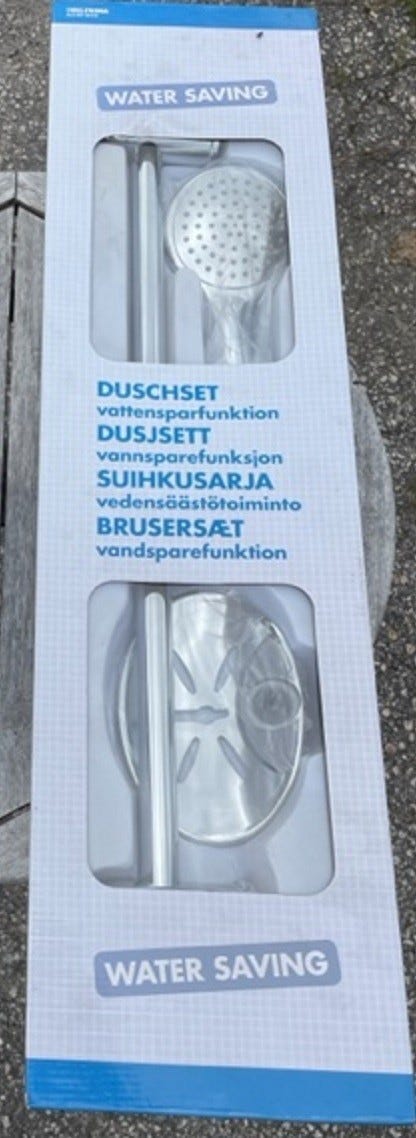 WATER SAVING
DUSCHSET
vattensparfunktion
DUSJSETT
vannsparefunksjon
SUIHKUSARJA
vedensäästötoiminto
BRUSERSÆT
vandsparefunktion
WATER SAVING